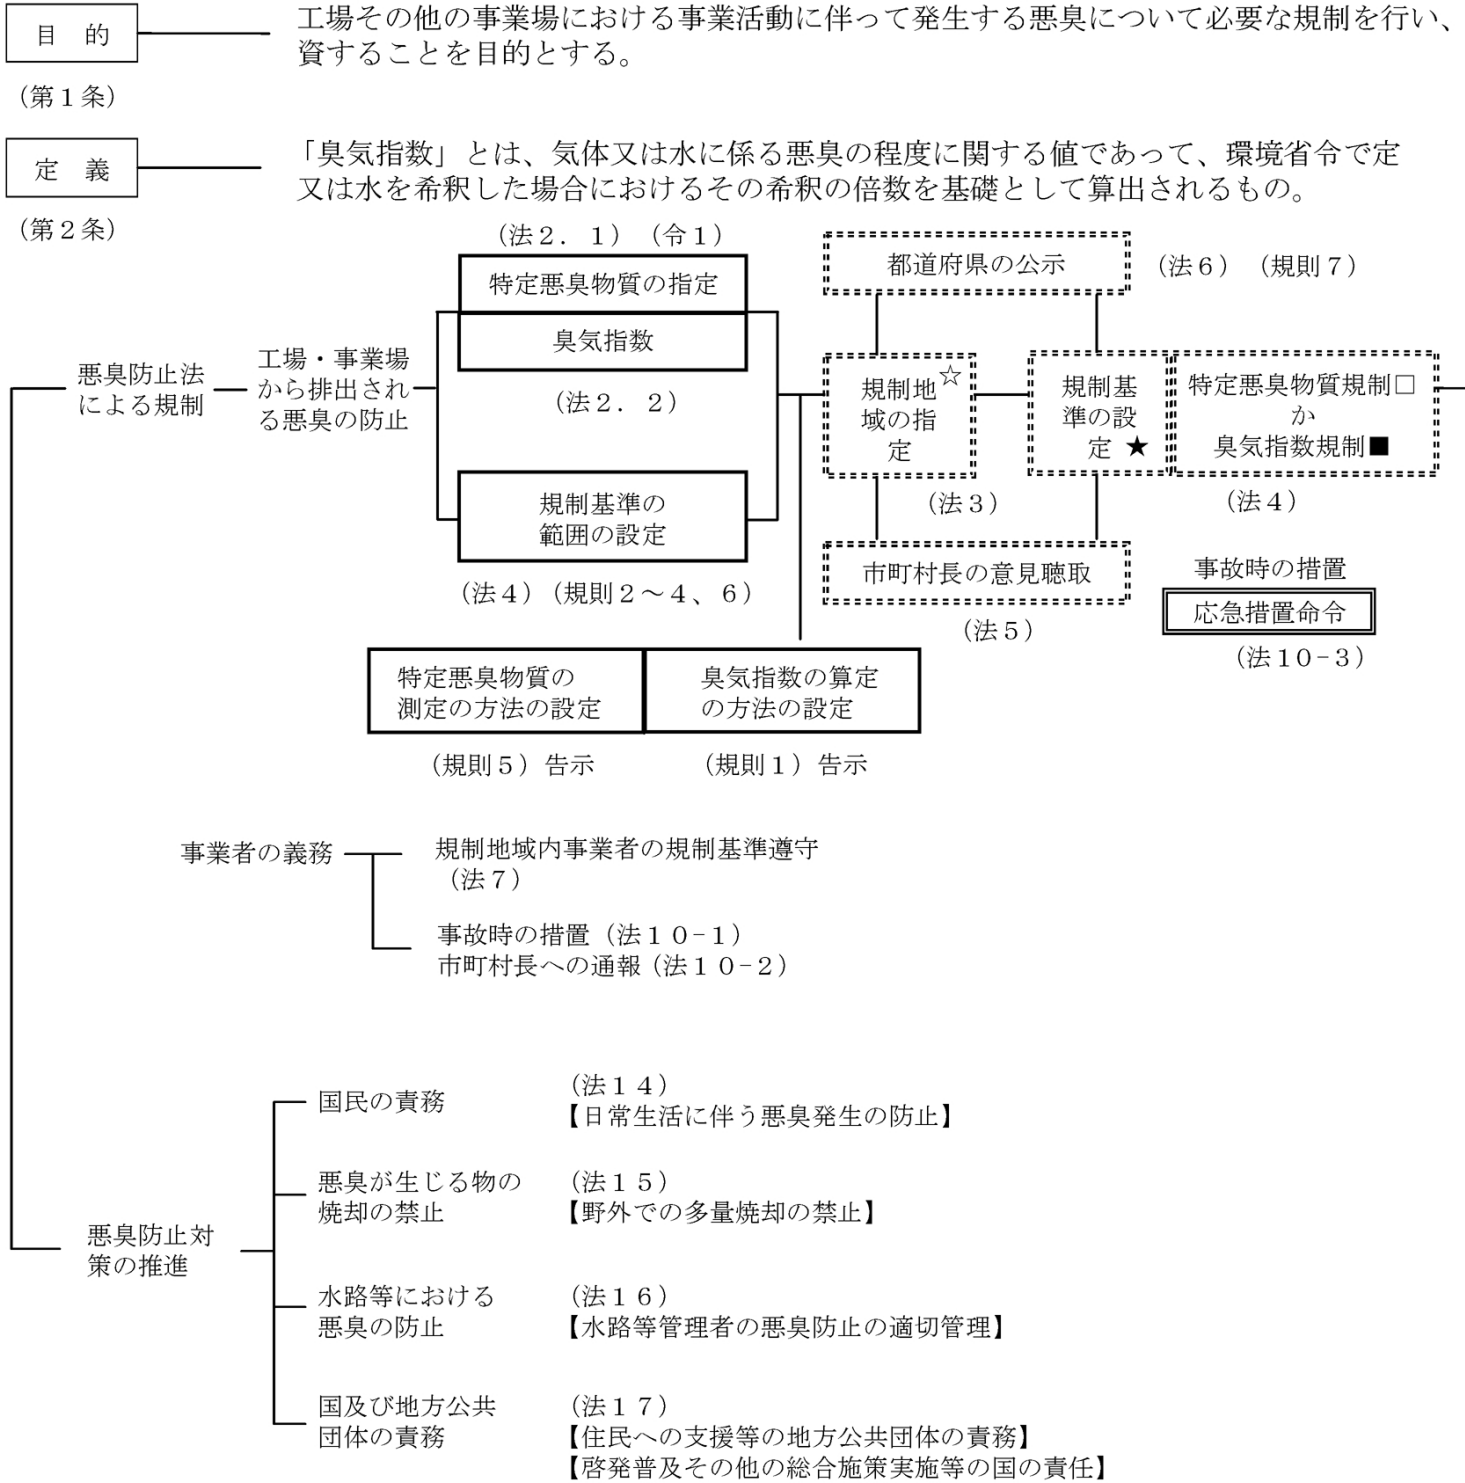 目　的
工場その他の事業場における事業活動に伴って発生する悪臭について必要な規制を行い、
資することを目的とする。
（第１条）
定　義
「臭気指数」とは、気体又は水に係る悪臭の程度に関する値であって、環境省令で定
又は水を希釈した場合におけるその希釈の倍数を基礎として算出されるもの。
（第２条）
（法２．１）（令１）
特定悪臭物質の指定
臭気指数
（法２．２）
悪臭防止法
による規制
工場・事業場
から排出され
る悪臭の防止
規制基準の
範囲の設定
（法４）（規則２～４、６）
都道府県の公示
（法６）（規則７）
規制地☆
域の指
定
（法３）
規制基
準の設
定 ★
特定悪臭物質規制□
か
臭気指数規制■
（法４）
市町村長の意見聴取
（法５）
事故時の措置
応急措置命令
（法１０-３）
特定悪臭物質の
測定の方法の設定
（規則５）告示
臭気指数の算定
の方法の設定
（規則１）告示
事業者の義務
規制地域内事業者の規制基準遵守
（法７）
事故時の措置（法１０-１）
市町村長への通報（法１０-２）
悪臭防止対
策の推進
国民の責務
（法１４）
【日常生活に伴う悪臭発生の防止】
悪臭が生じる物の
焼却の禁止
（法１５）
【野外での多量焼却の禁止】
水路等における
悪臭の防止
（法１６）
【水路等管理者の悪臭防止の適切管理】
国及び地方公共
団体の責務
（法１７）
【住民への支援等の地方公共団体の責務】
【啓発普及その他の総合施策実施等の国の責任】